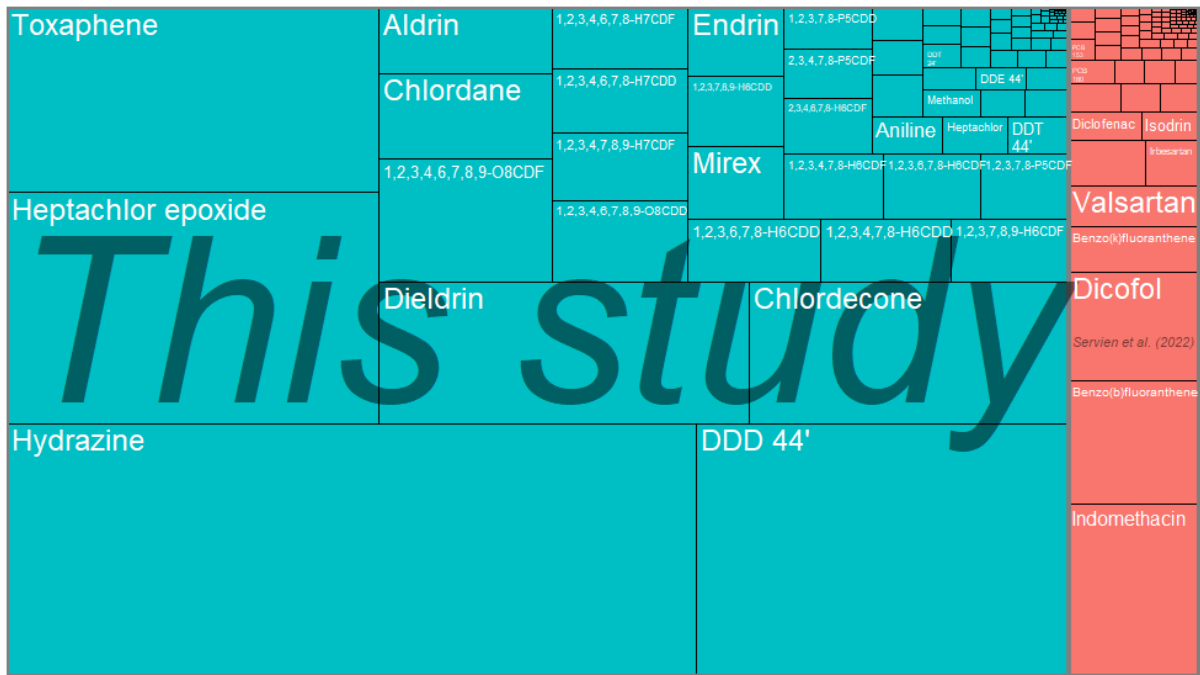 Toxaphene
Heptachlor epoxide
Hydrazine
DDD 44'
Dieldrin
Chlordecone
Aldrin
Chlordane
1,2,3,4,6,7,8,9-O8CDF
1,2,3,4,6,7,8-H7CDF
1,2,3,4,6,7,8-H7CDD
1,2,3,4,7,8,9-H7CDF
1,2,3,4,6,7,8,9-O8CDD
Endrin
1,2,3,7,8,9-H6CDD
Mirex
1,2,3,7,8-P5CDD
2,3,4,7,8-P5CDF
2,3,4,6,7,8-H6CDF
1,2,3,4,7,8-H6CDF
1,2,3,6,7,8-H6CDF
1,2,3,7,8-P5CDF
1,2,3,6,7,8-H6CDD
1,2,3,4,7,8-H6CDD
1,2,3,7,8,9-H6CDF
Aniline
Heptachlor
DDT
44'
Methanol
DDE 44'
DDT
24'
This study
PCB
153
PCB
180
Diclofenac
Isodrin
Irbesartan
Valsartan
Benzo(k)fluoranthene
Dicofol
Servien et al. (2022)
Benzo(b)fluoranthene
Indomethacin